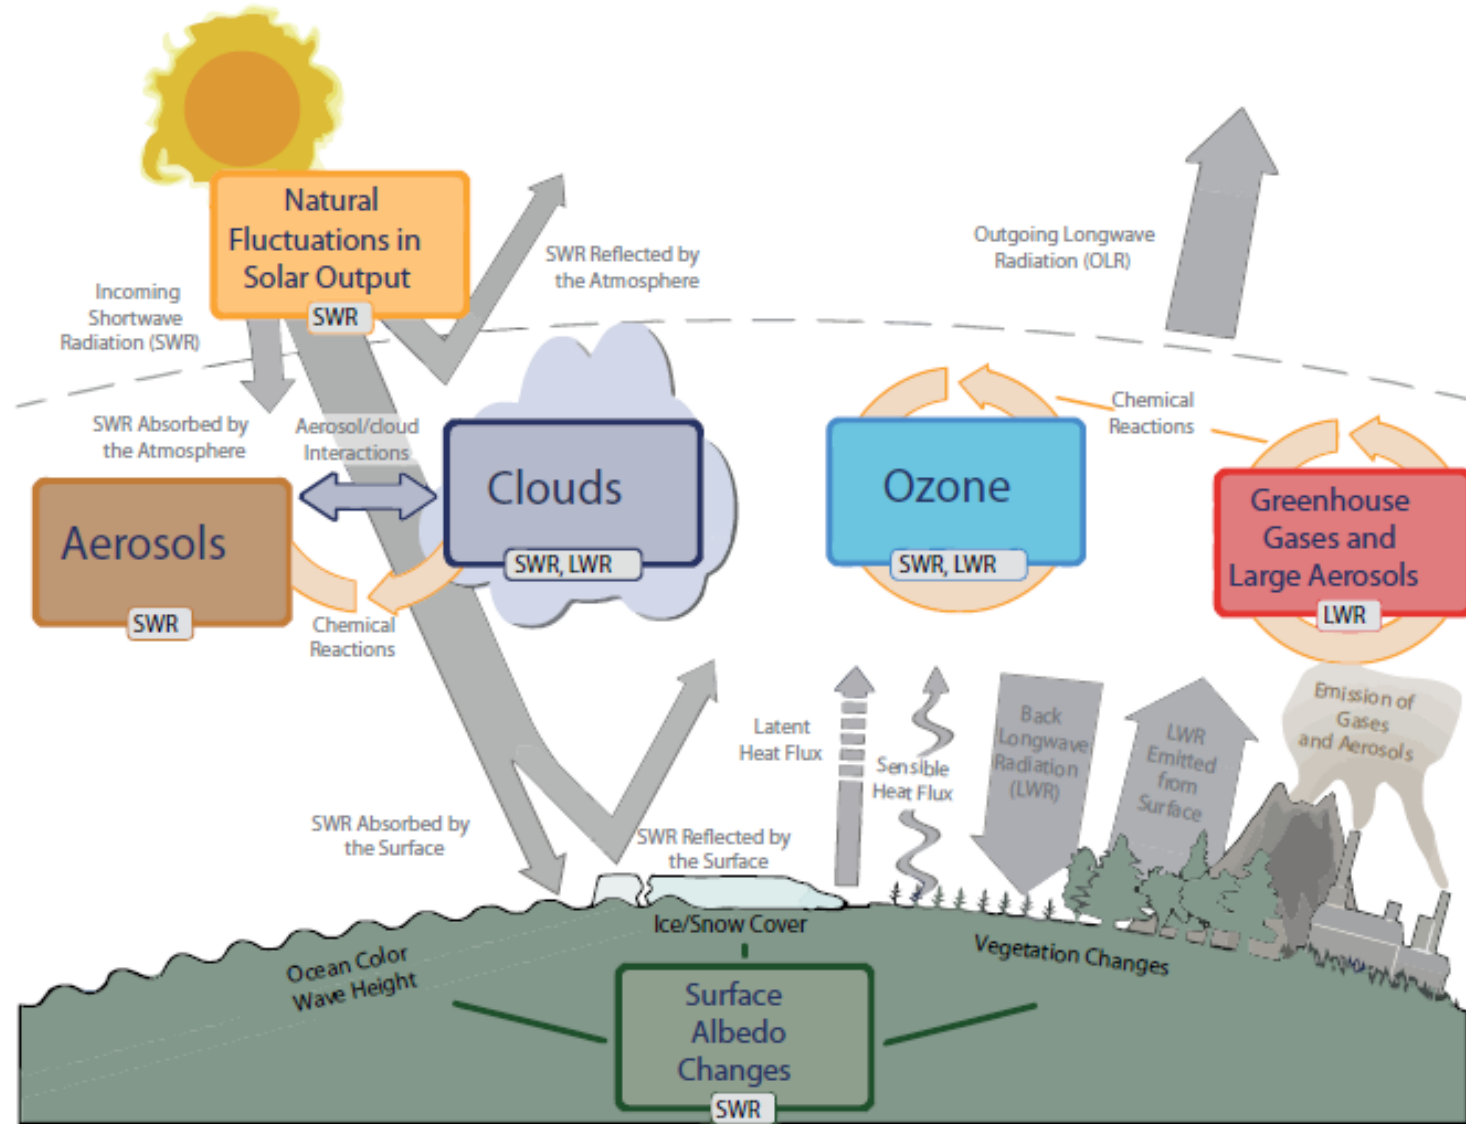 Natural
Fluctuations in
Solar Output
SWR
SWR Reflected by
the Atmosphere
Outgoing Longwave
Radiation (OLR)
Incoming
Shortwave
Radiation (SWR)
SWR Absorbed by
the Atmosphere
Aerosol/cloud
Interactions
Chemical
Reactions
Aerosols
SWR
Clouds
SWR, LWR
Ozone
SWR, LWR
Greenhouse
Gases and
Large Aerosols
LWR
Chemical
Reactions
Emission of
Gases
and Aerosols
Latent
Heat Flux
Sensible
Heat Flux
Back
Longwave
Radiation
(LWR)
LWR
Emitted
from
Surface
SWR Absorbed by
the Surface
SWR Reflected by
the Surface
Ice/Snow Cover
Ocean Color
Wave Height
Vegetation Changes
Surface
Albedo
Changes
SWR